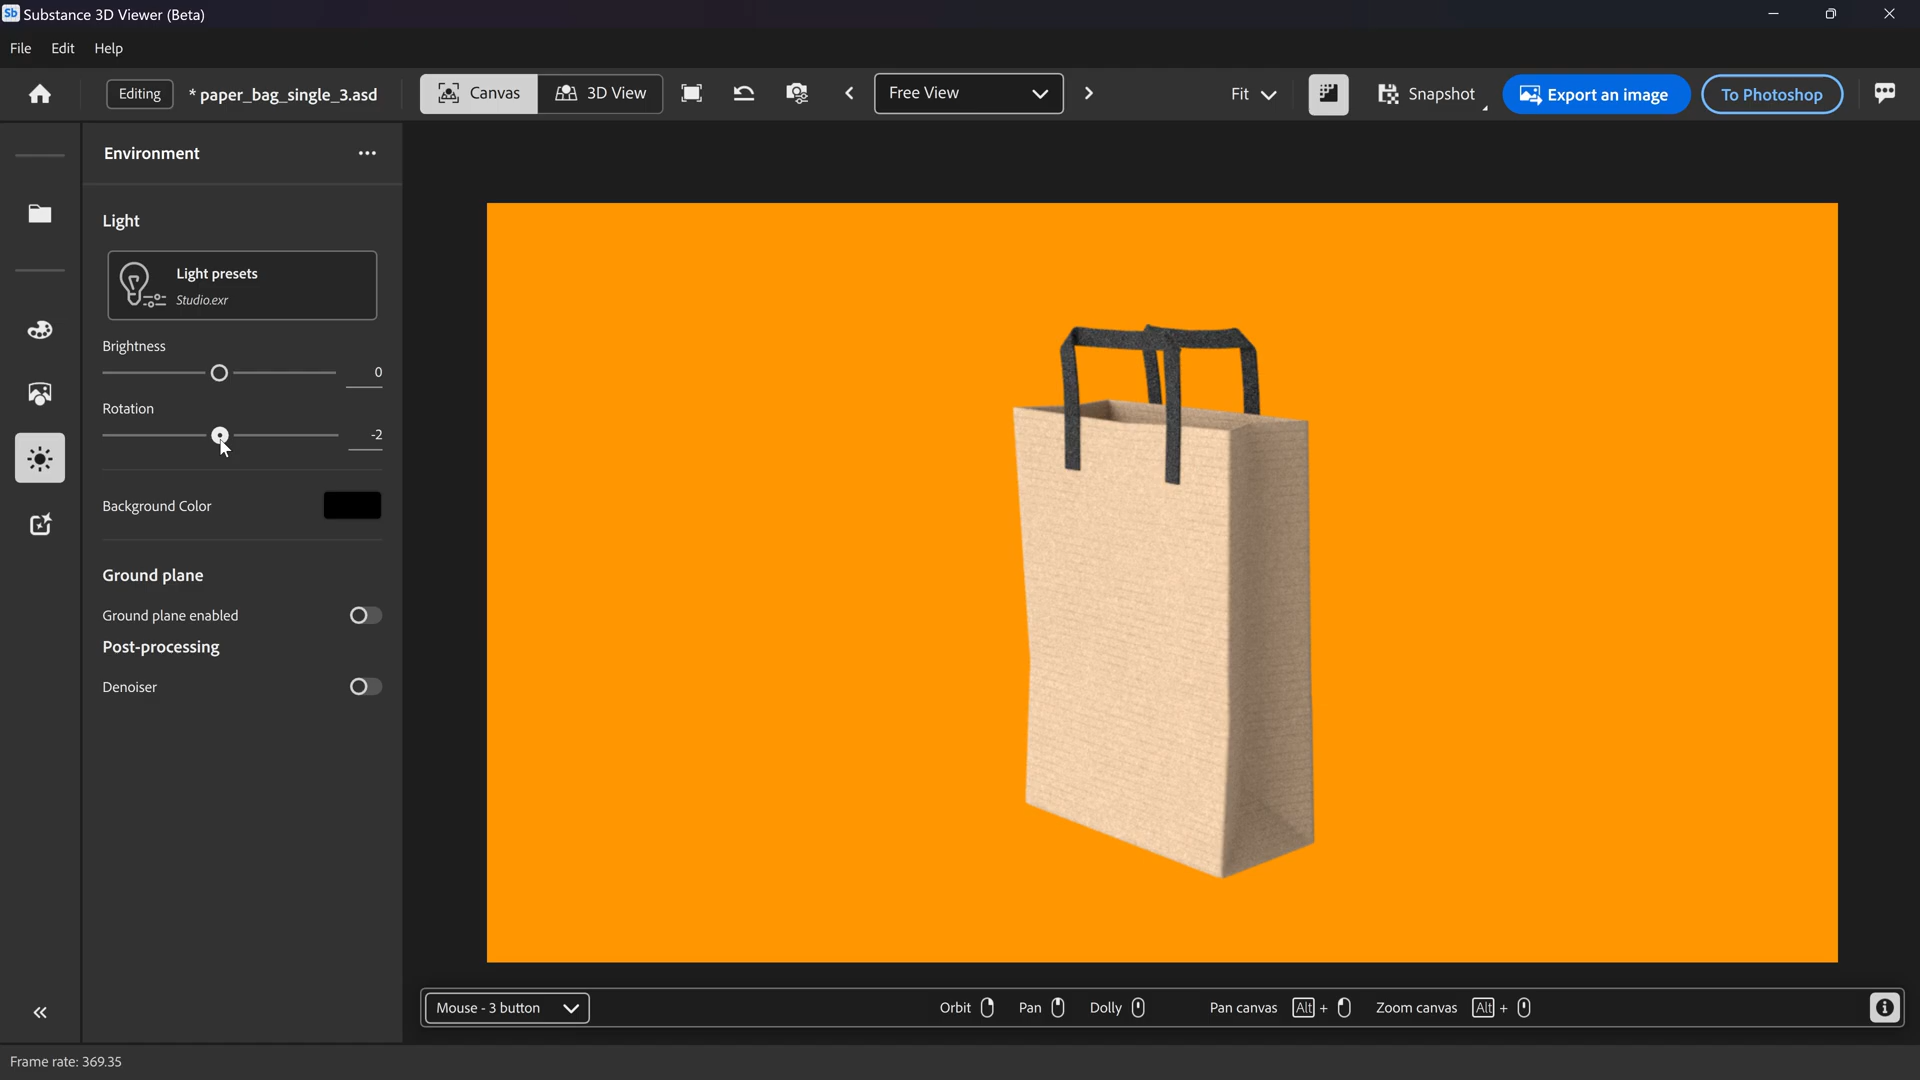 Sb Substance 3D Viewer (Beta)
File Edit Help
Editing * paper_bag_single_3.asd Canvas 3D View Free View Fit Snapshot Export an image To Photoshop
Environment ...
Light
Light presets
Studio.exr
Brightness
0
Rotation
-2
Background Color
Ground plane
Ground plane enabled
Post-processing
Denoiser
Mouse - 3 button Orbit Pan Dolly Pan canvas Alt + Zoom canvas Alt +
Frame rate: 369.35